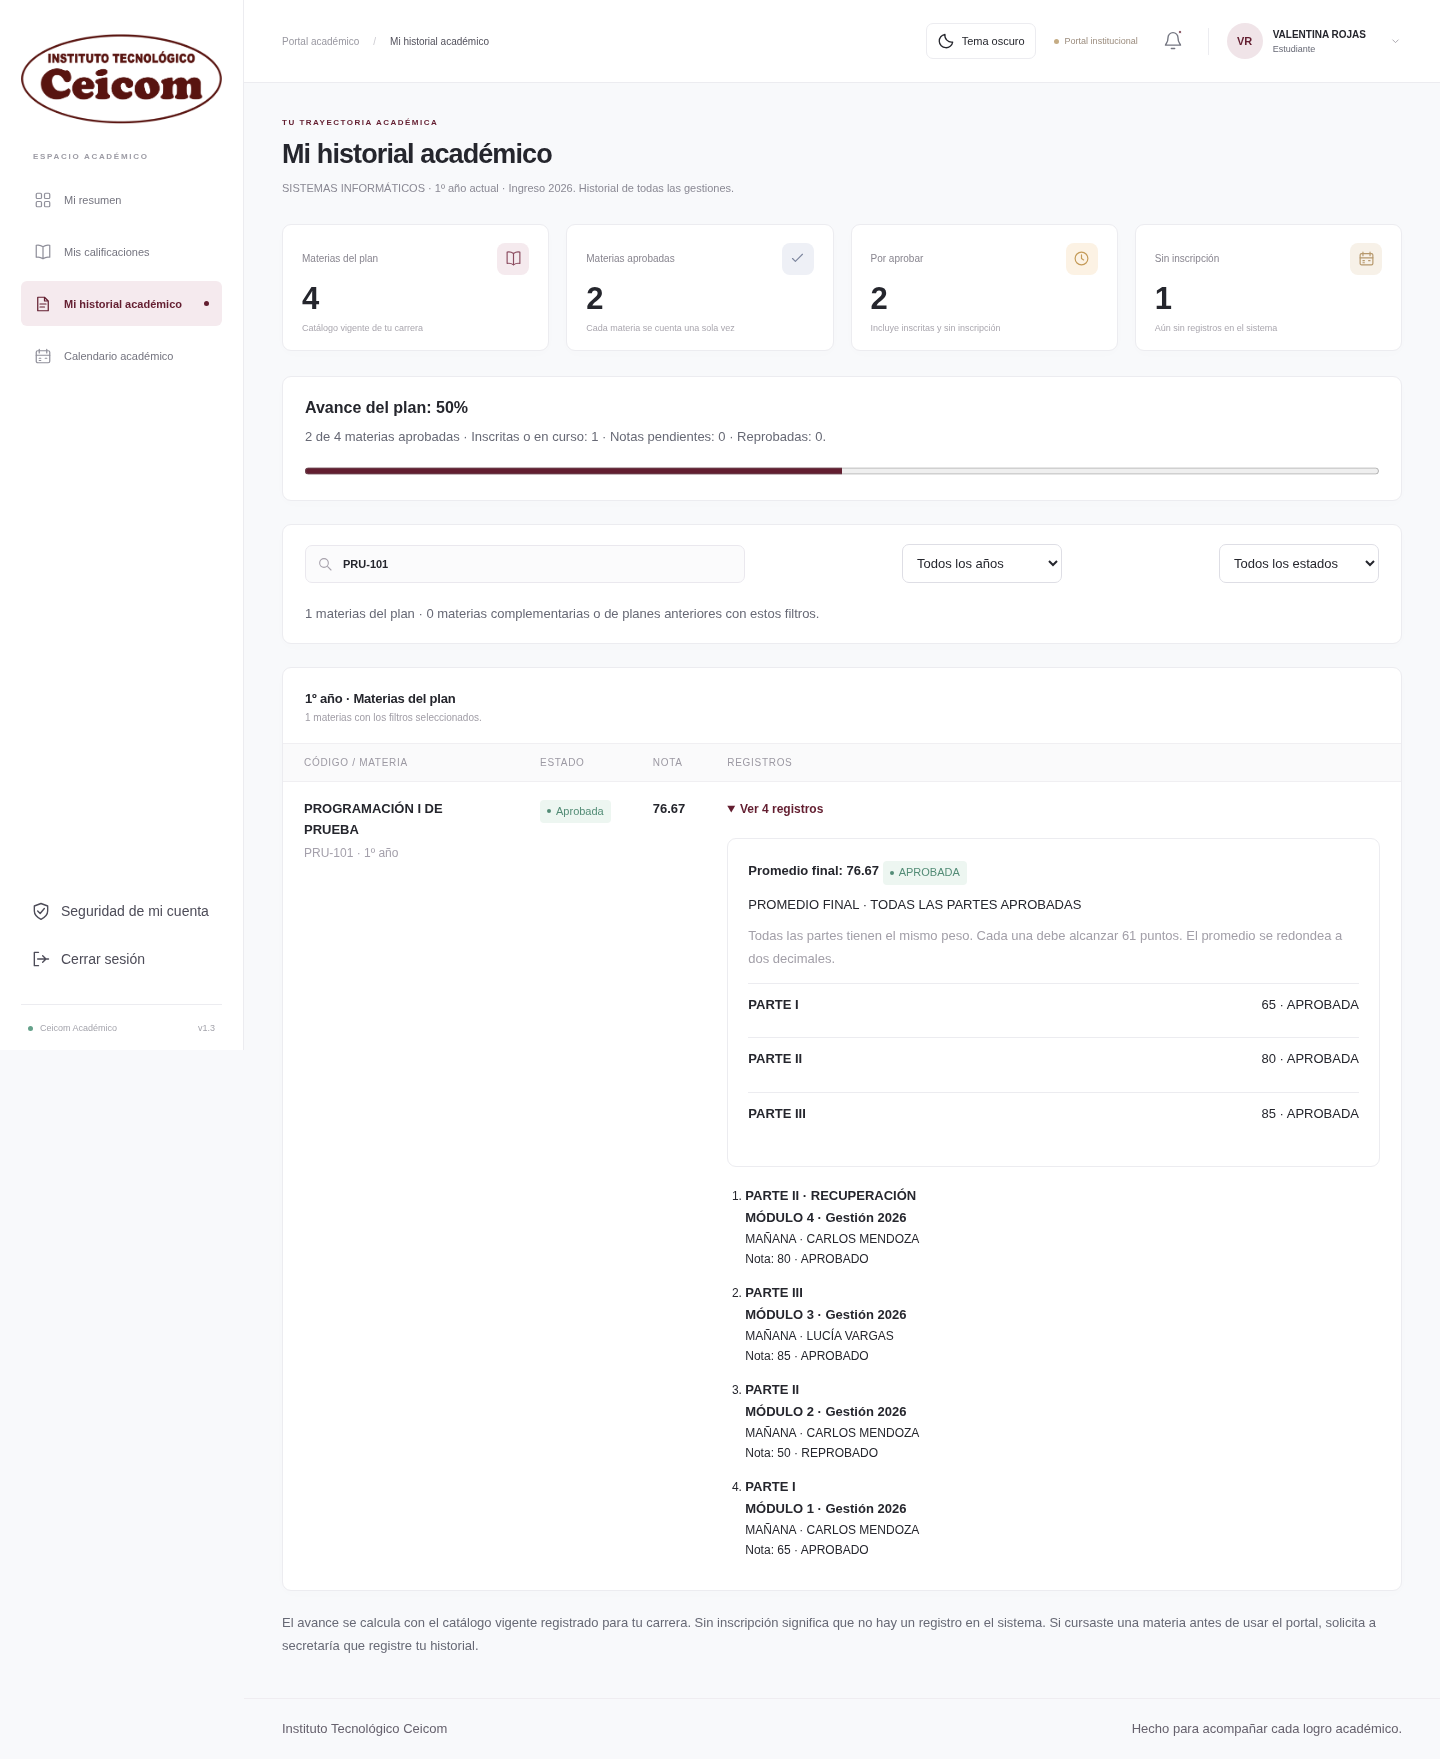 INSTITUTO TECNOLÓGICO
Ceicom
ESPACIO ACADÉMICO
Mi resumen
Mis calificaciones
Mi historial académico
Calendario académico
Seguridad de mi cuenta
Cerrar sesión
Ceicom Académico v1.3
Portal académico / Mi historial académico
Tema oscuro
Portal institucional
VR
VALENTINA ROJAS
Estudiante
TU TRAYECTORIA ACADÉMICA
Mi historial académico
SISTEMAS INFORMÁTICOS · 1º año actual · Ingreso 2026. Historial de todas las gestiones.
Materias del plan
4
Catálogo vigente de tu carrera
Materias aprobadas
2
Cada materia se cuenta una sola vez
Por aprobar
2
Incluye inscritas y sin inscripción
Sin inscripción
1
Aún sin registros en el sistema
Avance del plan: 50%
2 de 4 materias aprobadas · Inscritas o en curso: 1 · Notas pendientes: 0 · Reprobadas: 0.
PRU-101
Todos los años
Todos los estados
1 materias del plan · 0 materias complementarias o de planes anteriores con estos filtros.
1º año · Materias del plan
1 materias con los filtros seleccionados.
CÓDIGO / MATERIA ESTADO NOTA REGISTROS
PROGRAMACIÓN I DE
PRUEBA
PRU-101 · 1º año
Aprobada
76.67
▼ Ver 4 registros
Promedio final: 76.67 APROBADA
PROMEDIO FINAL · TODAS LAS PARTES APROBADAS
Todas las partes tienen el mismo peso. Cada una debe alcanzar 61 puntos. El promedio se redondea a
dos decimales.
PARTE I 65 · APROBADA
PARTE II 80 · APROBADA
PARTE III 85 · APROBADA
1. PARTE II · RECUPERACIÓN
MÓDULO 4 · Gestión 2026
MAÑANA · CARLOS MENDOZA
Nota: 80 · APROBADO
2. PARTE III
MÓDULO 3 · Gestión 2026
MAÑANA · LUCÍA VARGAS
Nota: 85 · APROBADO
3. PARTE II
MÓDULO 2 · Gestión 2026
MAÑANA · CARLOS MENDOZA
Nota: 50 · REPROBADO
4. PARTE I
MÓDULO 1 · Gestión 2026
MAÑANA · CARLOS MENDOZA
Nota: 65 · APROBADO
El avance se calcula con el catálogo vigente registrado para tu carrera. Sin inscripción significa que no hay un registro en el sistema. Si cursaste una materia antes de usar el portal, solicita a
secretaría que registre tu historial.
Instituto Tecnológico Ceicom
Hecho para acompañar cada logro académico.